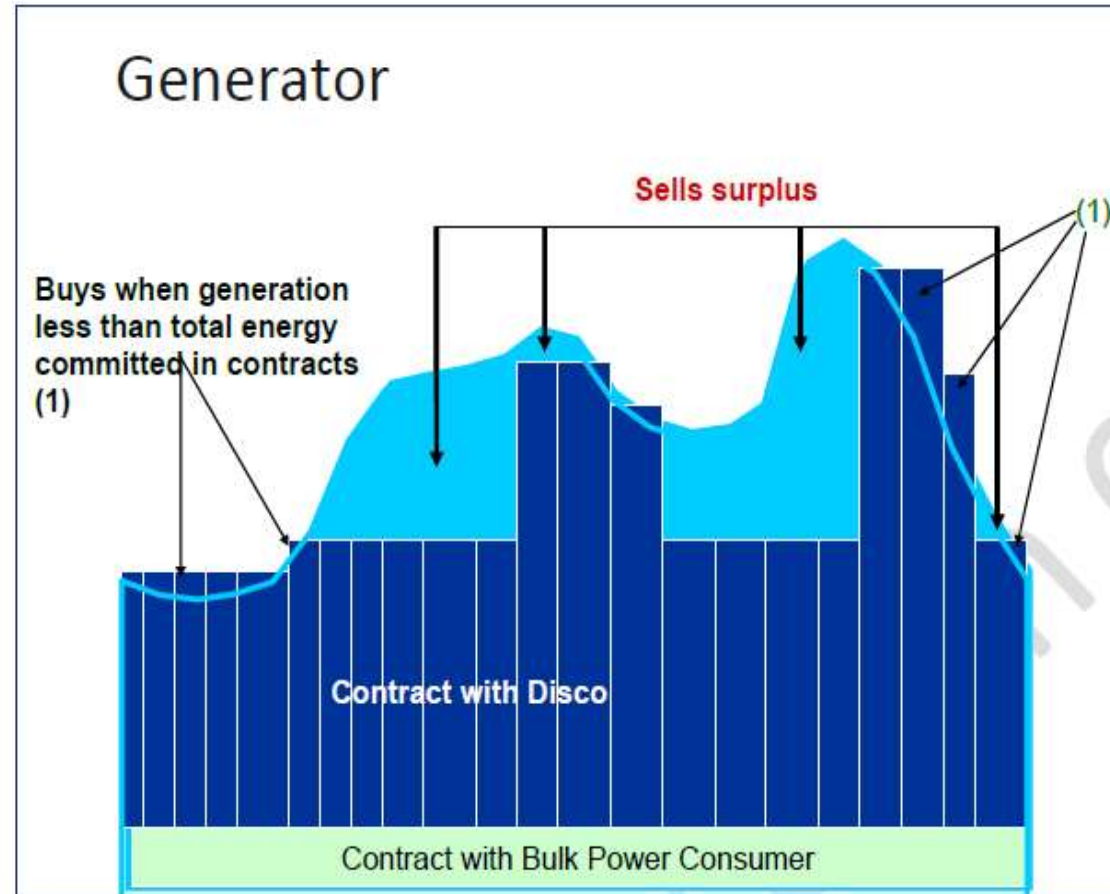 Generator
Sells surplus
(1)
Buys when generation
less than total energy
committed in contracts
(1)
Contract with Disco
Contract with Bulk Power Consumer